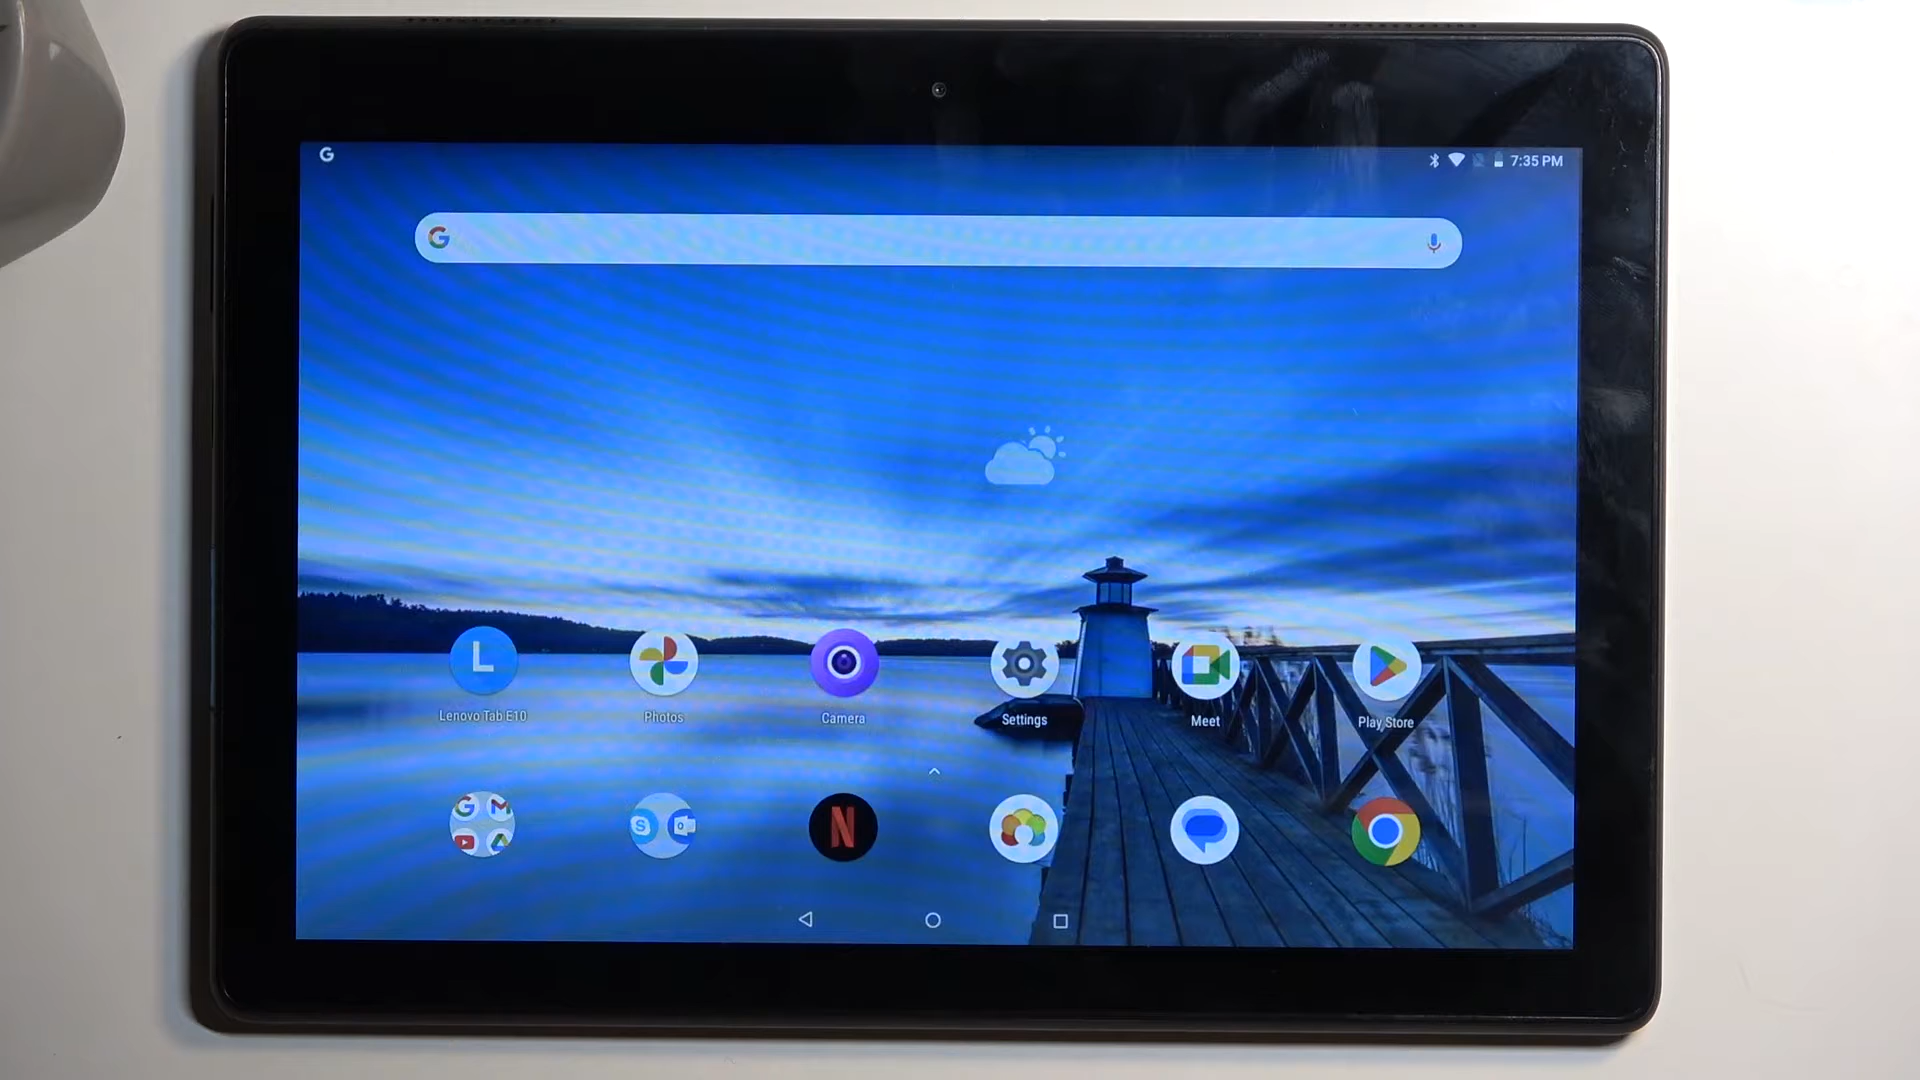 G
7:35 PM
G
L
Lenovo Tab E10
Photos
Camera
Settings
Meet
Play Store
G M
S
N